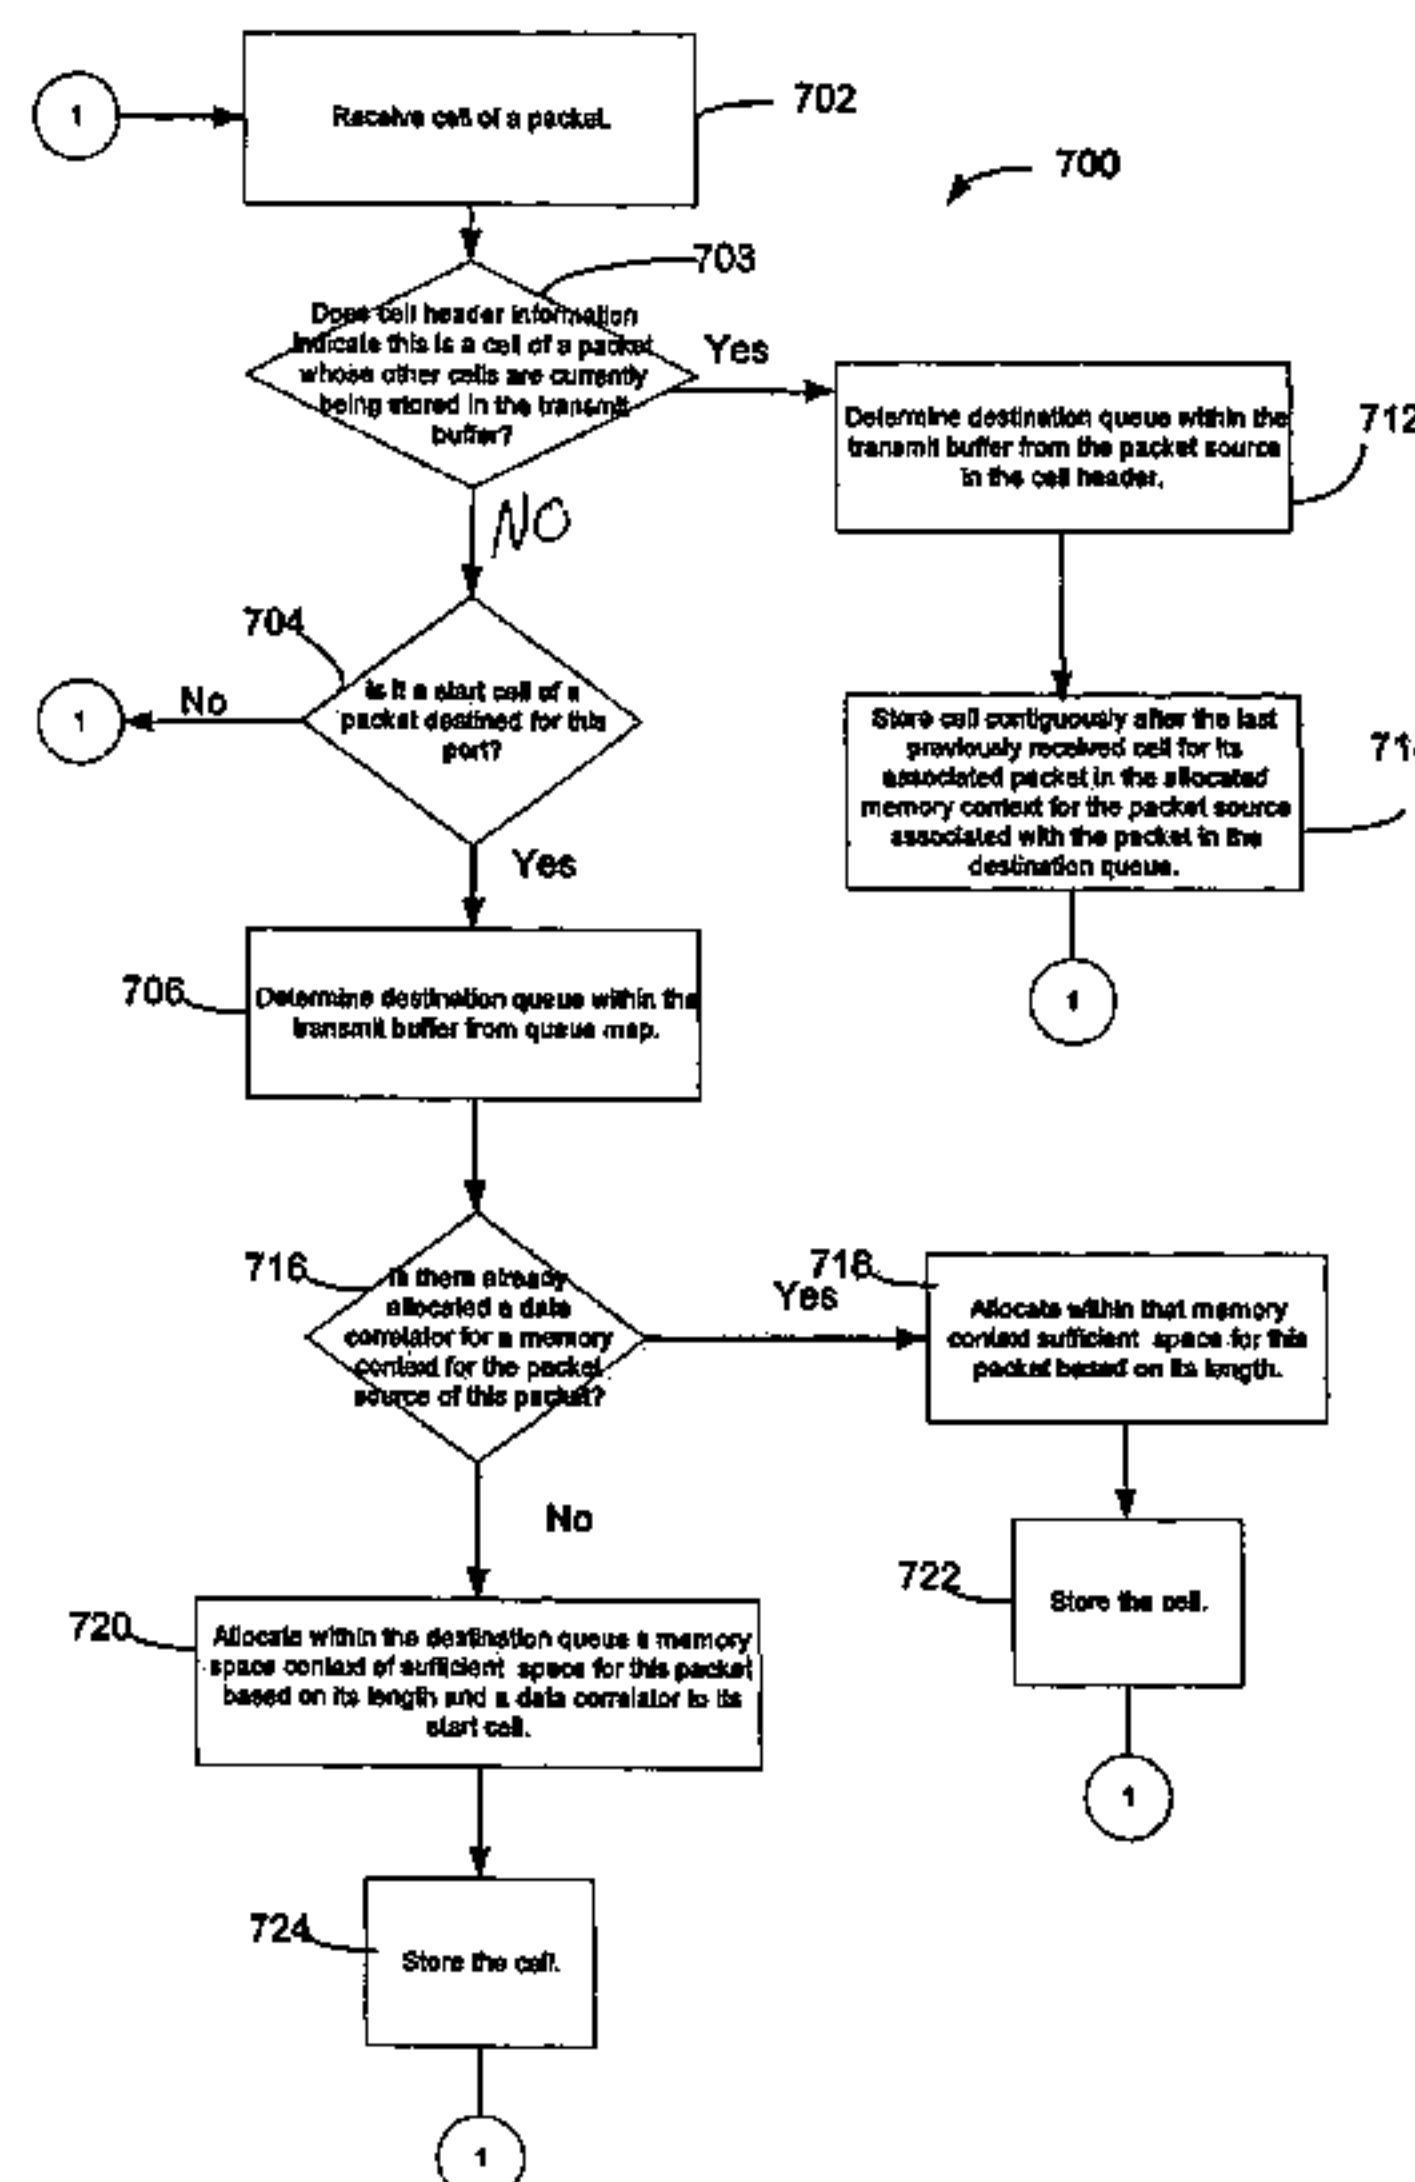 1
Receive cell of a packet.
702
700
703
Does cell header information
indicate this is a cell of a packet
whose other cells are currently
being stored in the transmit
buffer?
Yes
Determine destination queue within the
transmit buffer from the packet source
in the cell header.
712
NO
704
Is it a start cell of a
packet destined for this
port?
No
1
Yes
Store cell contiguously after the last
previously received cell for its
associated packet in the allocated
memory context for the packet source
associated with the packet in the
destination queue.
71
1
706
Determine destination queue within the
transmit buffer from queue map.
716
Is there already
allocated a data
correlator for a memory
context for the packet
source of this packet?
Yes
718
Allocate within that memory
context sufficient space for this
packet based on its length.
No
722
Store the cell.
1
720
Allocate within the destination queue a memory
space context of sufficient space for this packet
based on its length and a data correlator to its
start cell.
724
Store the cell.
1